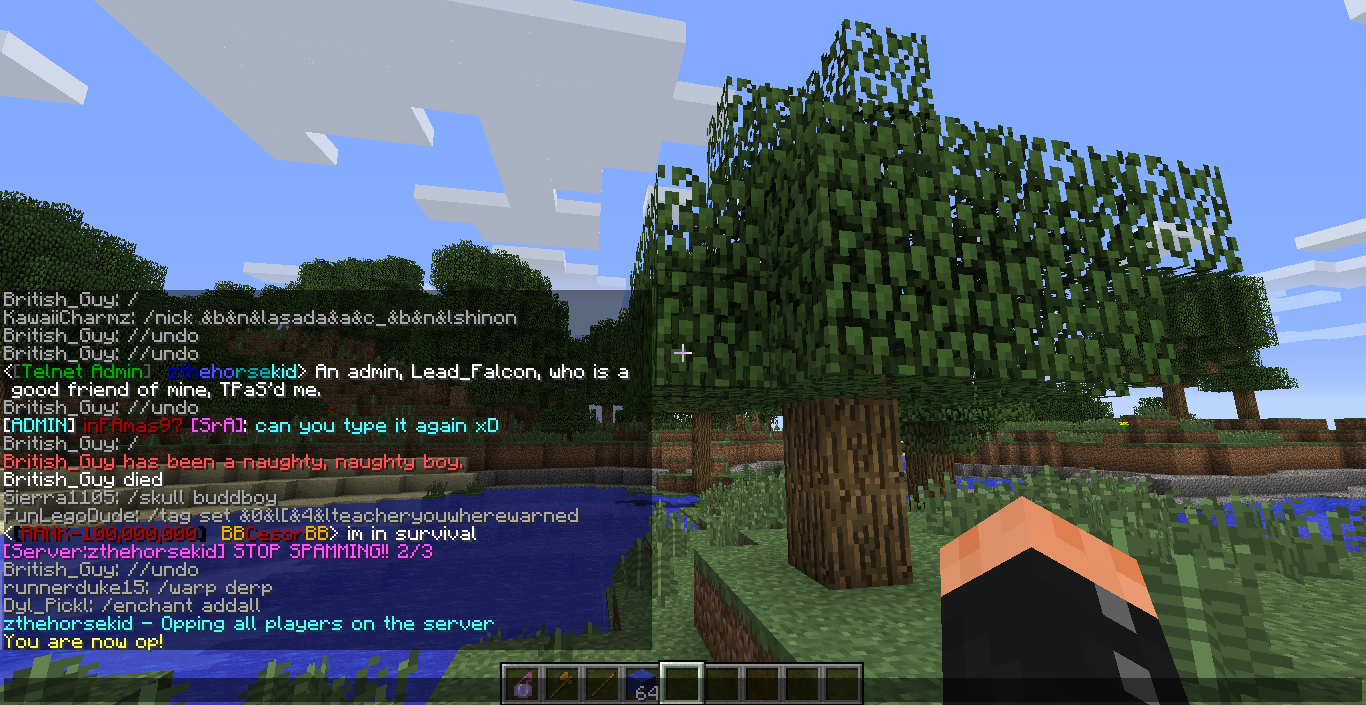 British_Guy: /
KawaiiCharmz: /nick &b&n&lasada&a&c_&b&n&lshinon
British_Guy: //undo
British_Guy: //undo
<[Telnet Admin] zthehorsekid> An admin, Lead_Falcon, who is a
good friend of mine, TPaS'd me.
British_Guy: //undo
[ADMIN] inFAmas97 [SrA]: can you type it again xD
British_Guy: /
British_Guy has been a naughty, naughty boy.
British_Guy died
Sierra1105: /skull buddboy
FunLegoDude: /tag set &0&l[&4&lteacheryouwherewarned
<[RANK-100,000,000] BBCesorBB> im in survival
[Server:zthehorsekid] STOP SPAMMING!! 2/3
British_Guy: //undo
runnerduke15: /warp derp
Dyl_Pickl: /enchant addall
zthehorsekid - Opping all players on the server
You are now op!
64